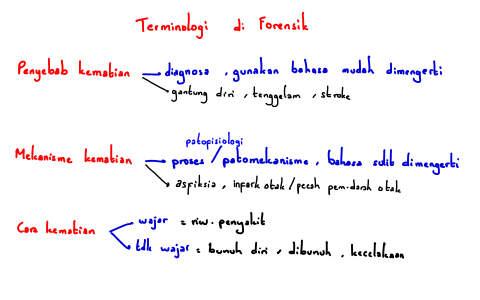 Terminologi di Forensik
Penyebab kematian → diagnosa , gunakan bahasa mudah dimengerti
gantung diri , tenggelam , stroke
patopisiologi
Mekanisme kematian → proses / patomekanisme , bahasa sulit dimengerti
asfiksia , infark otak / pecah pem.darah otak
Cara kematian
wajar = riw. penyakit
tdk wajar = bunuh diri , dibunuh , kecelakaan